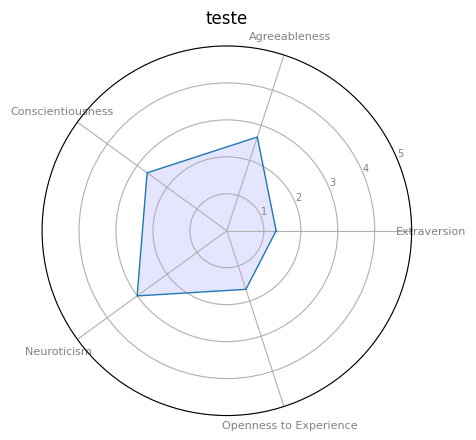 teste
Agreeableness
Conscientiousness
5
4
3
2
1
Extraversion
Neuroticism
Openness to Experience